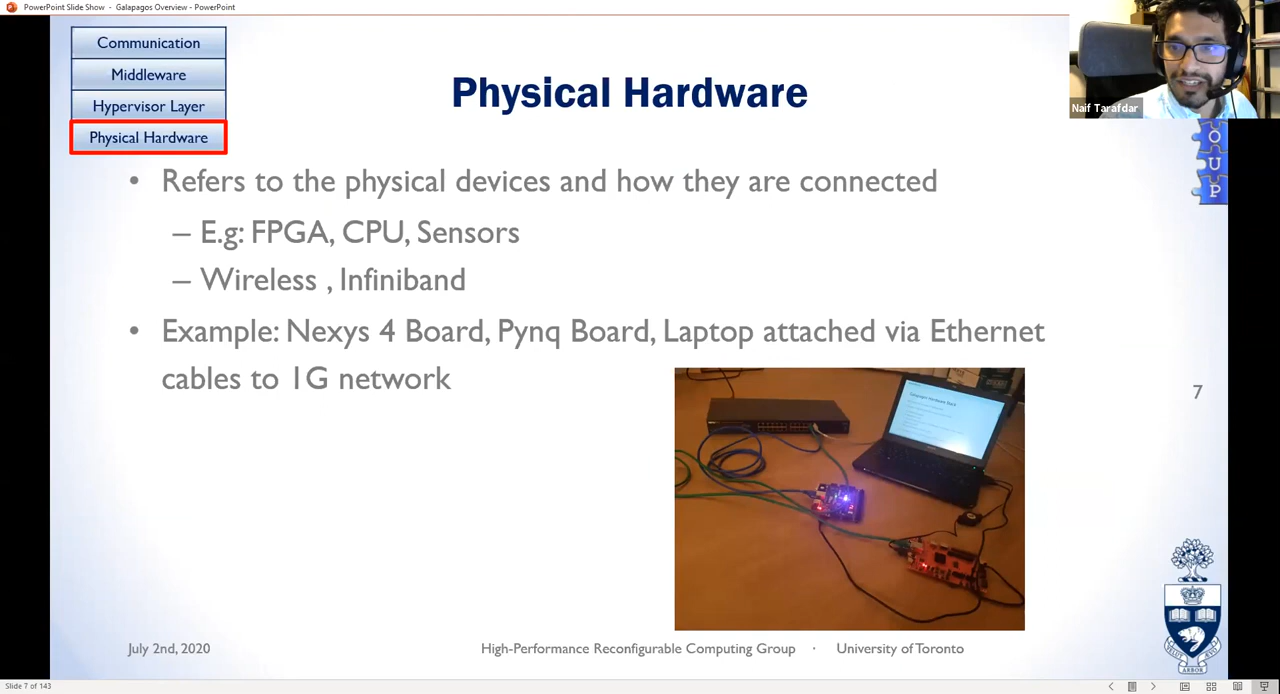 PowerPoint Slide Show - Galapagos Overview - PowerPoint
Communication
Middleware
Hypervisor Layer
Physical Hardware
Physical Hardware
Naif Tarafdar
O
U
P
• Refers to the physical devices and how they are connected
– E.g: FPGA, CPU, Sensors
– Wireless , Infiniband
• Example: Nexys 4 Board, Pynq Board, Laptop attached via Ethernet
cables to 1G network
7
July 2nd, 2020
High-Performance Reconfigurable Computing Group · University of Toronto
Slide 7 of 143